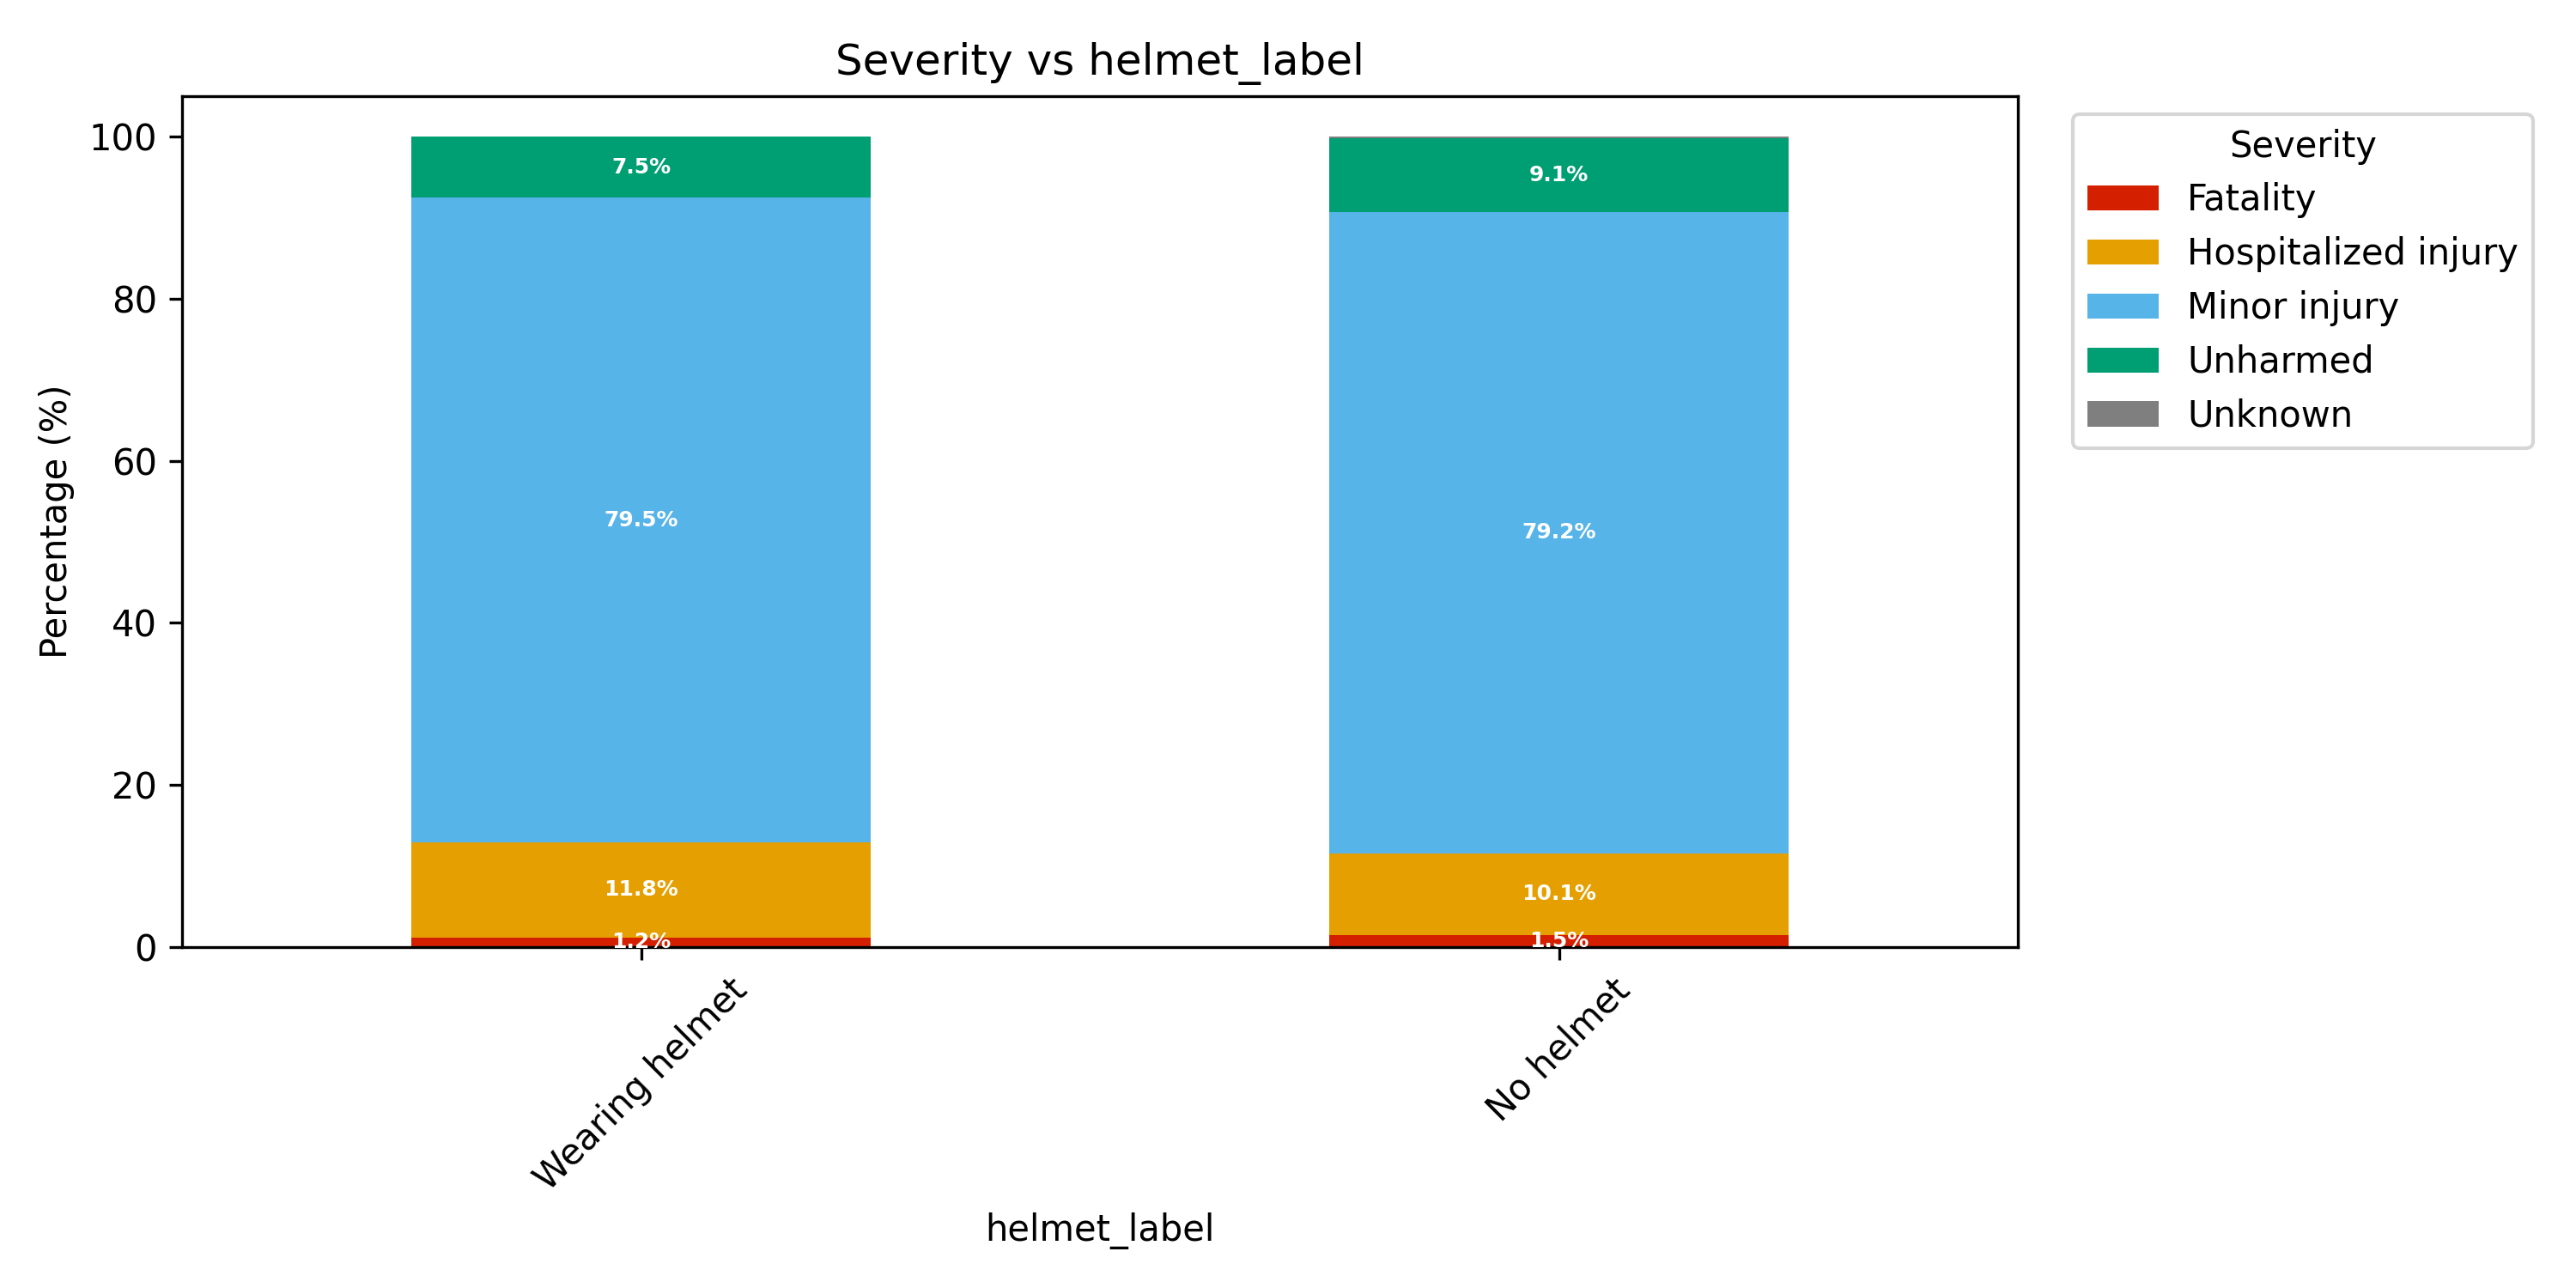 Severity vs helmet_label
Percentage (%)
100
80
60
40
20
0
7.5%
79.5%
11.8%
1.2%
9.1%
79.2%
10.1%
1.5%
Wearing helmet
No helmet
helmet_label
Severity
Fatality
Hospitalized injury
Minor injury
Unharmed
Unknown